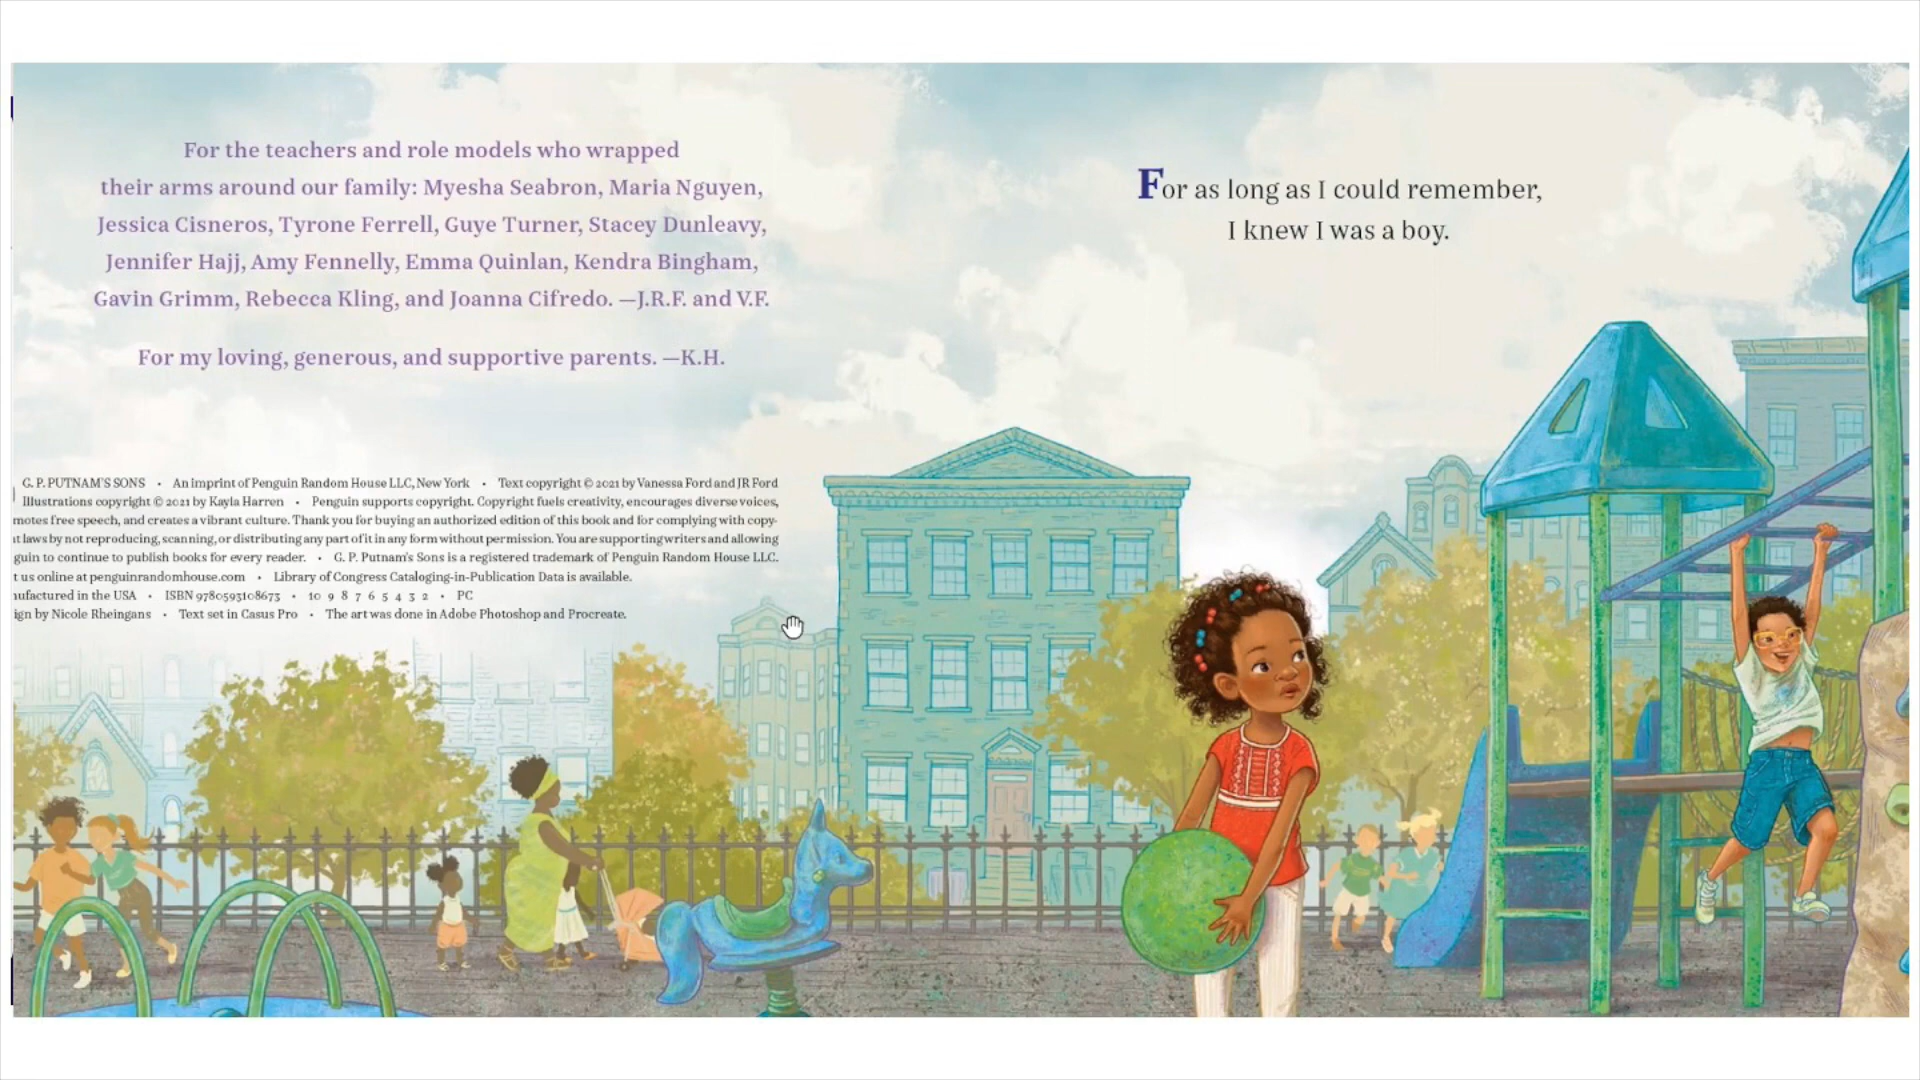 For the teachers and role models who wrapped
their arms around our family: Myesha Seabron, Maria Nguyen,
Jessica Cisneros, Tyrone Ferrell, Guye Turner, Stacey Dunleavy,
Jennifer Hajj, Amy Fennelly, Emma Quinlan, Kendra Bingham,
Gavin Grimm, Rebecca Kling, and Joanna Cifredo. —J.R.F. and V.F.
For my loving, generous, and supportive parents. —K.H.
G. P. PUTNAM'S SONS • An imprint of Penguin Random House LLC, New York • Text copyright © 2021 by Vanessa Ford and JR Ford
Illustrations copyright © 2021 by Kayla Harren • Penguin supports copyright. Copyright fuels creativity, encourages diverse voices,
motes free speech, and creates a vibrant culture. Thank you for buying an authorized edition of this book and for complying with copy-
t laws by not reproducing, scanning, or distributing any part of it in any form without permission. You are supporting writers and allowing
guin to continue to publish books for every reader. • G. P. Putnam's Sons is a registered trademark of Penguin Random House LLC.
t us online at penguinrandomhouse.com • Library of Congress Cataloging-in-Publication Data is available.
ufactured in the USA • ISBN 9780593108673 • 10 9 8 7 6 5 4 3 2 • PC
ign by Nicole Rheingans • Text set in Casus Pro • The art was done in Adobe Photoshop and Procreate.
For as long as I could remember,
I knew I was a boy.